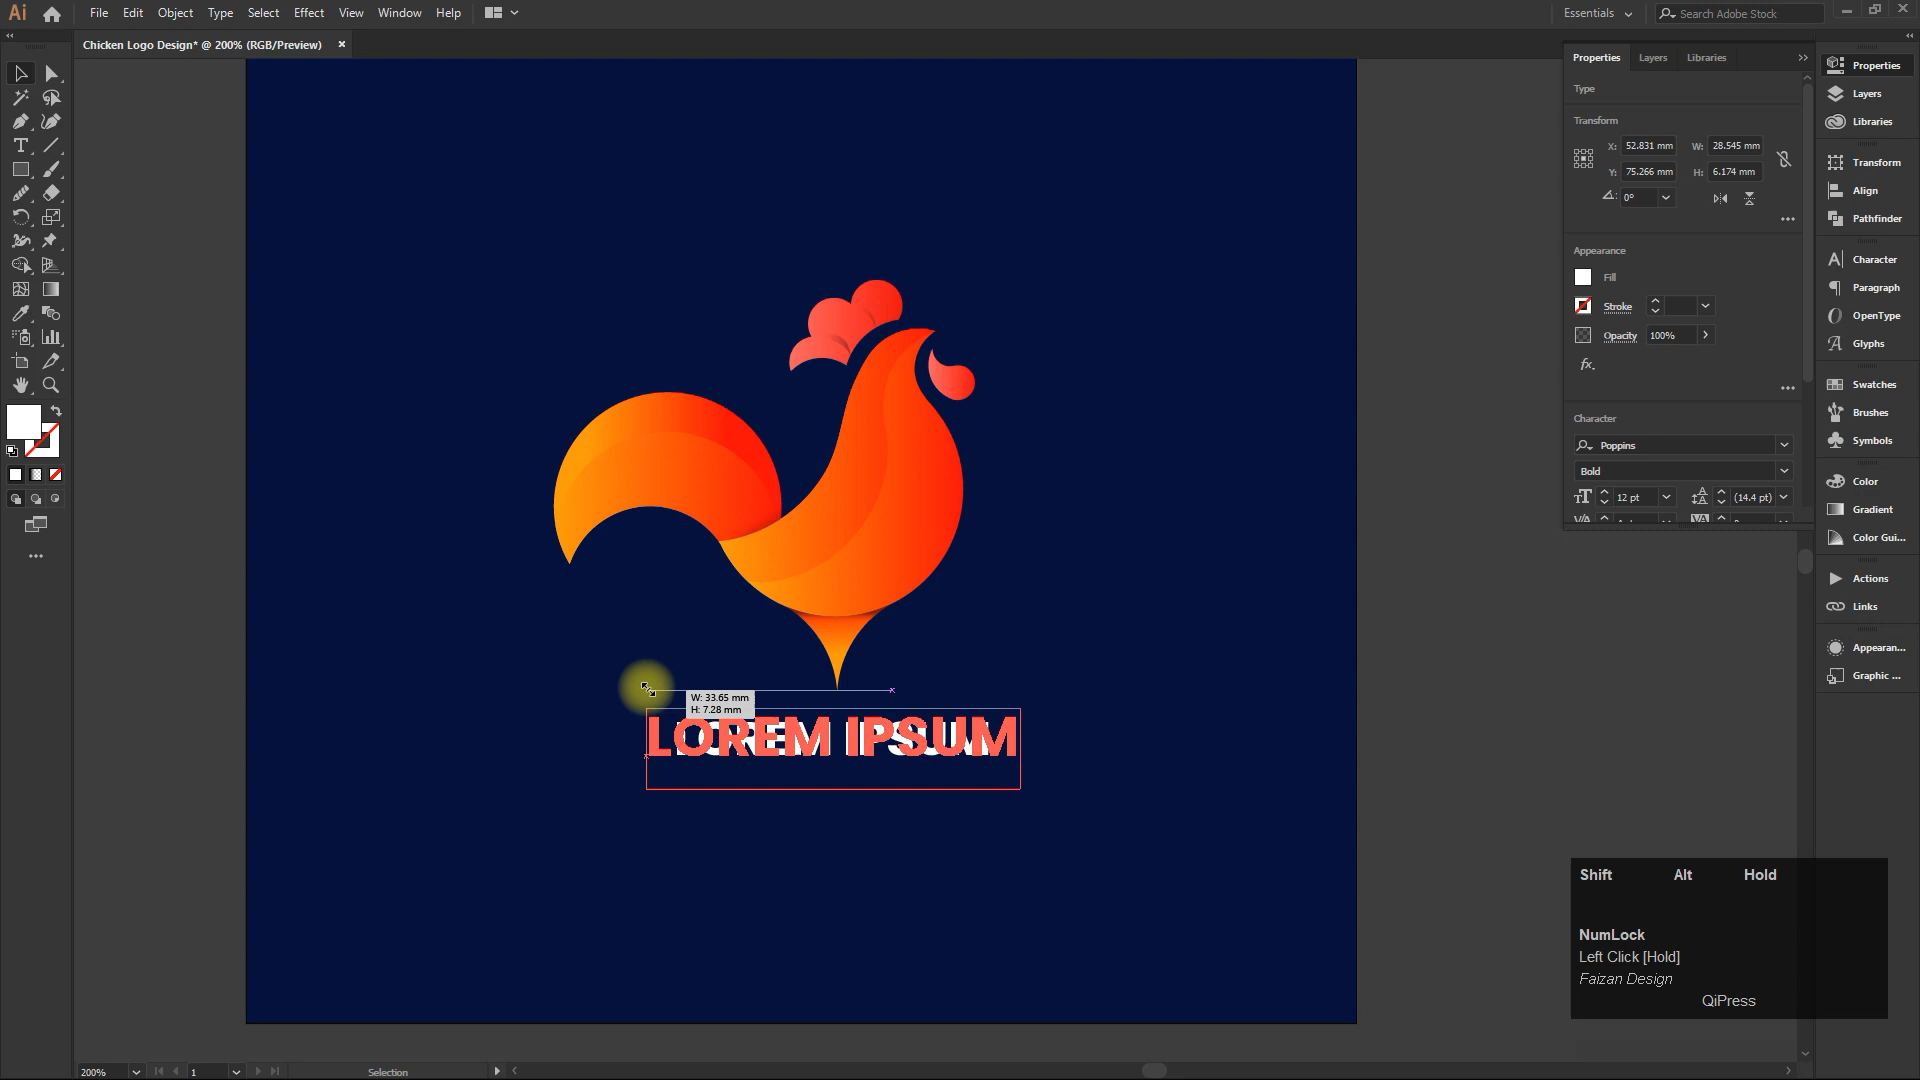 Ai File Edit Object Type Select Effect View Window Help
Essentials
Search Adobe Stock
Chicken Logo Design* @ 200% (RGB/Preview)
Properties Layers Libraries
Type
Transform
X: 52.831 mm W: 28.545 mm
Y: 75.266 mm H: 6.174 mm
0°
Appearance
Fill
Stroke
Opacity 100%
fx.
Character
Poppins
Bold
12 pt (14.4 pt)
Properties
Layers
Libraries
Transform
Align
Pathfinder
Character
Paragraph
OpenType
Glyphs
Swatches
Brushes
Symbols
Color
Gradient
Color Gui...
Actions
Links
Appearan...
Graphic ...
W: 33.65 mm
H: 7.28 mm
LOREM IPSUM
Shift Alt Hold
NumLock
Left Click [Hold]
Faizan Design
QiPress
200% 1 Selection